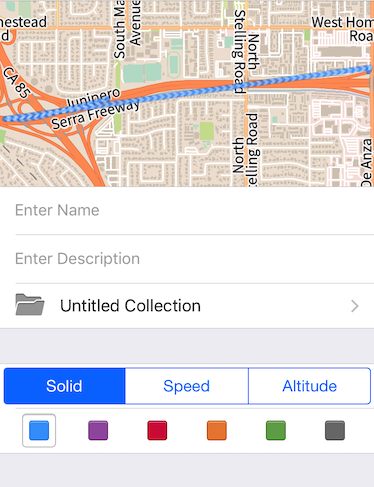 mestead
d
CA 85
South Ma
Avenue
Stelling Road
North
West Hom
Roa
Junipero
Serra Freeway
North
telling Road
De Anza
Enter Name
Enter Description
Untitled Collection
Solid
Speed
Altitude